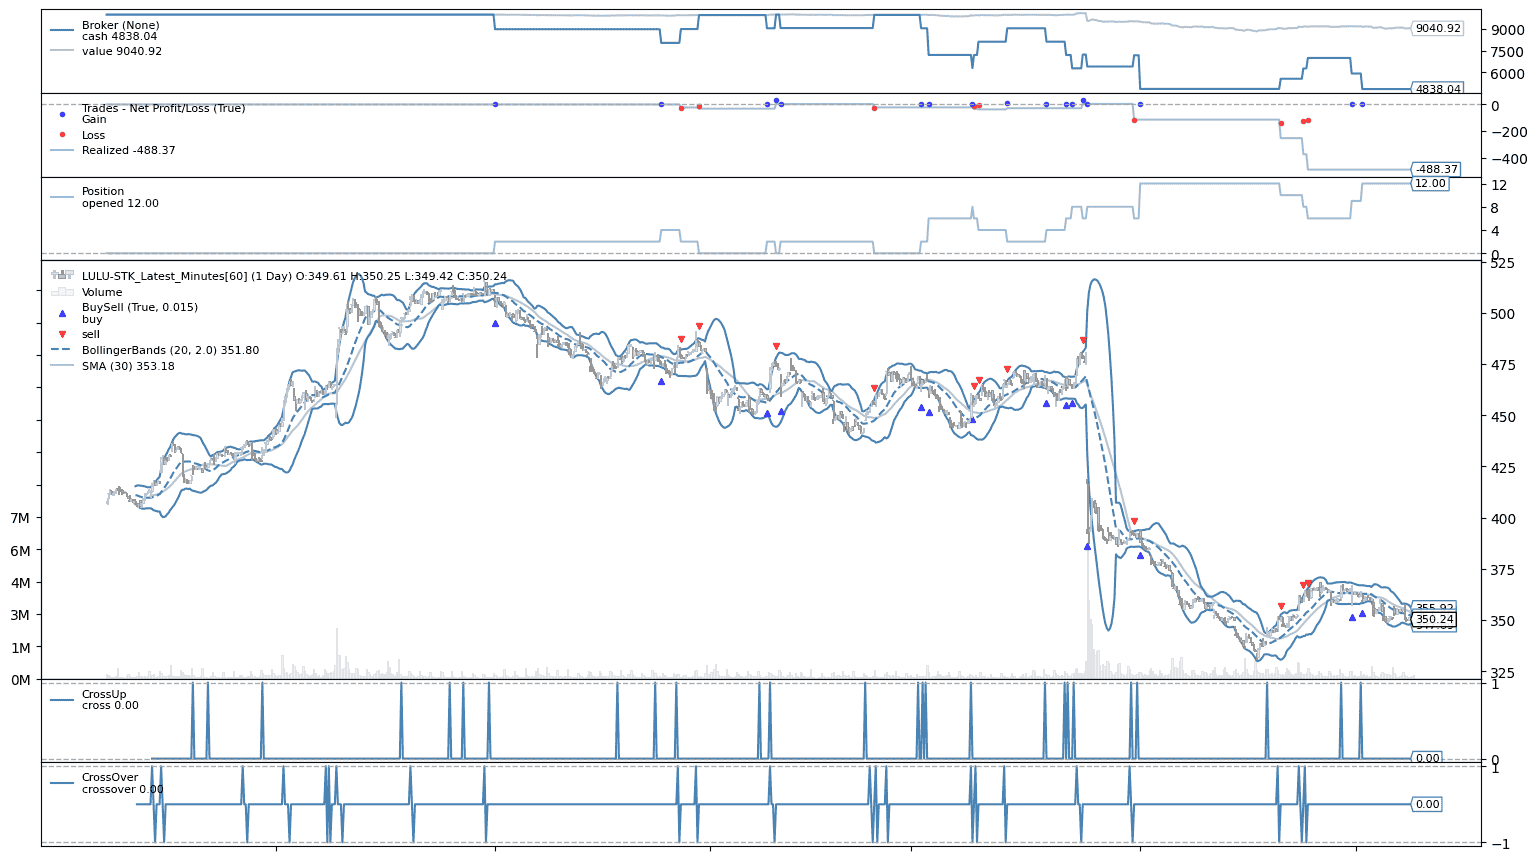 Broker (None)
cash 4838.04
value 9040.92
9040.92
9000
7500
6000
4838.04
Trades - Net Profit/Loss (True)
Gain
Loss
Realized -488.37
0
−200
−400
-488.37
Position
opened 12.00
12.00
12
8
4
0
LULU-STK_Latest_Minutes[60] (1 Day) O:349.61 H:350.25 L:349.42 C:350.24
Volume
BuySell (True, 0.015)
buy
sell
BollingerBands (20, 2.0) 351.80
SMA (30) 353.18
525
500
475
450
425
400
375
350
325
7M
6M
4M
3M
1M
0M
355.92
350.24
CrossUp
cross 0.00
1
0
0.00
CrossOver
crossover 0.00
1
0.00
−1